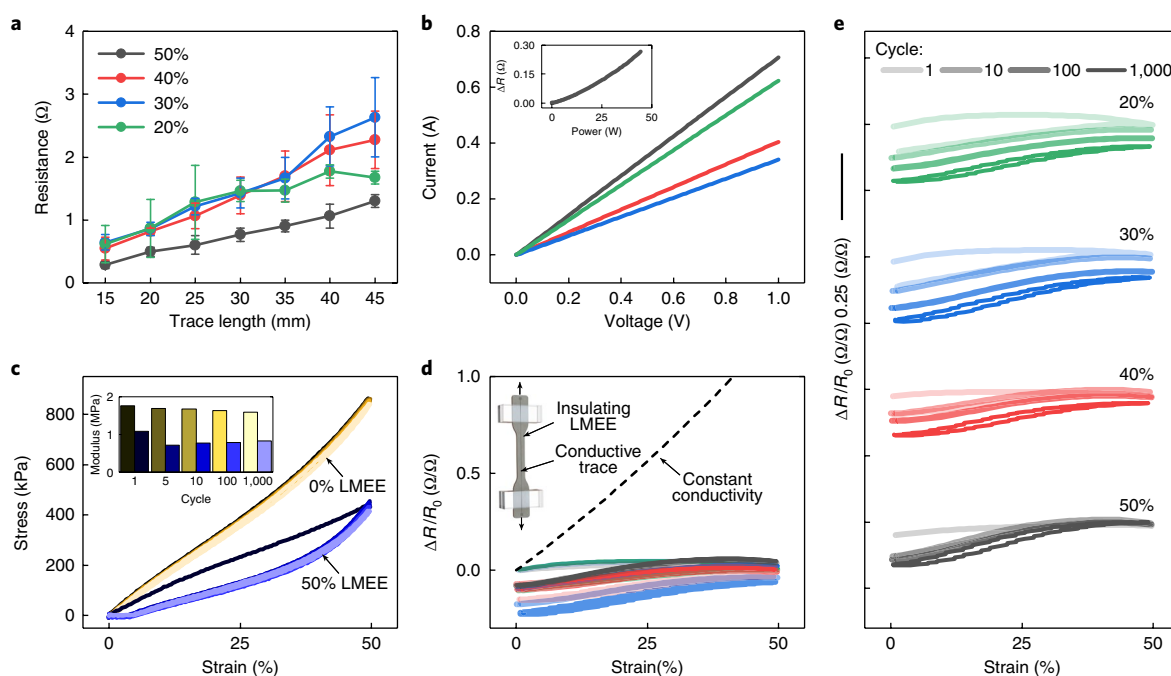 a
4
3
2
1
0
Resistance (Ω)
50%
40%
30%
20%
15 20 25 30 35 40 45
Trace length (mm)
b
0.8
0.6
0.4
0.2
0.0
Current (A)
0.30
0.15
0.00
ΔR (Ω)
0 25 50
Power (W)
0.0 0.2 0.4 0.6 0.8 1.0
Voltage (V)
c
800
600
400
200
0
Stress (kPa)
2
1
0
Modulus (MPa)
1 5 10 100 1,000
Cycle
0% LMEE
50% LMEE
0 25 50
Strain (%)
d
1.0
0.5
0.0
ΔR/R0 (Ω/Ω)
Insulating
LMEE
Conductive
trace
Constant
conductivity
0 25 50
Strain(%)
e
Cycle:
1 10 100 1,000
20%
30%
40%
50%
ΔR/R0 (Ω/Ω) 0.25 (Ω/Ω)
0 25 50
Strain (%)